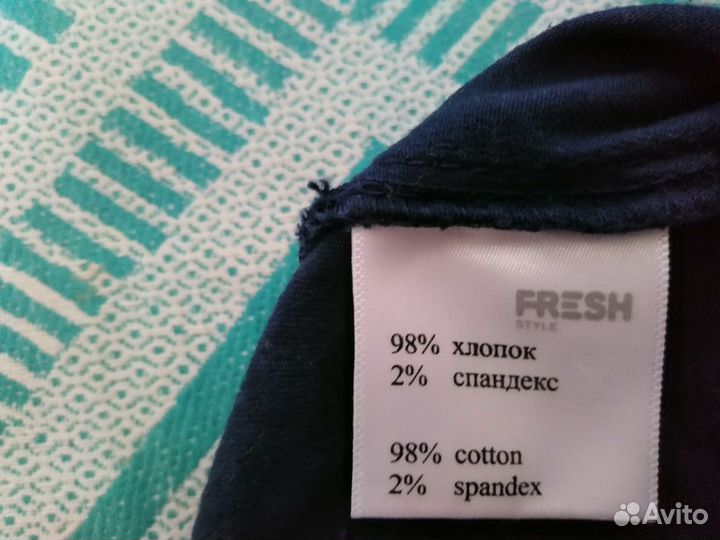 FRESH
STYLE
98% хлопок
2% спандекс
98% cotton
2% spandex
Avito